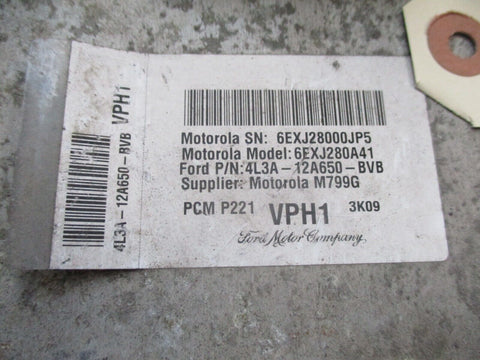 4L3A-12A650-BVB VPH1
Motorola SN: 6EXJ28000JP5
Motorola Model:6EXJ280A41
Ford P/N:4L3A-12A650-BVB
Supplier: Motorola M799G
PCM P221 VPH1 3K09
Ford Motor Company,